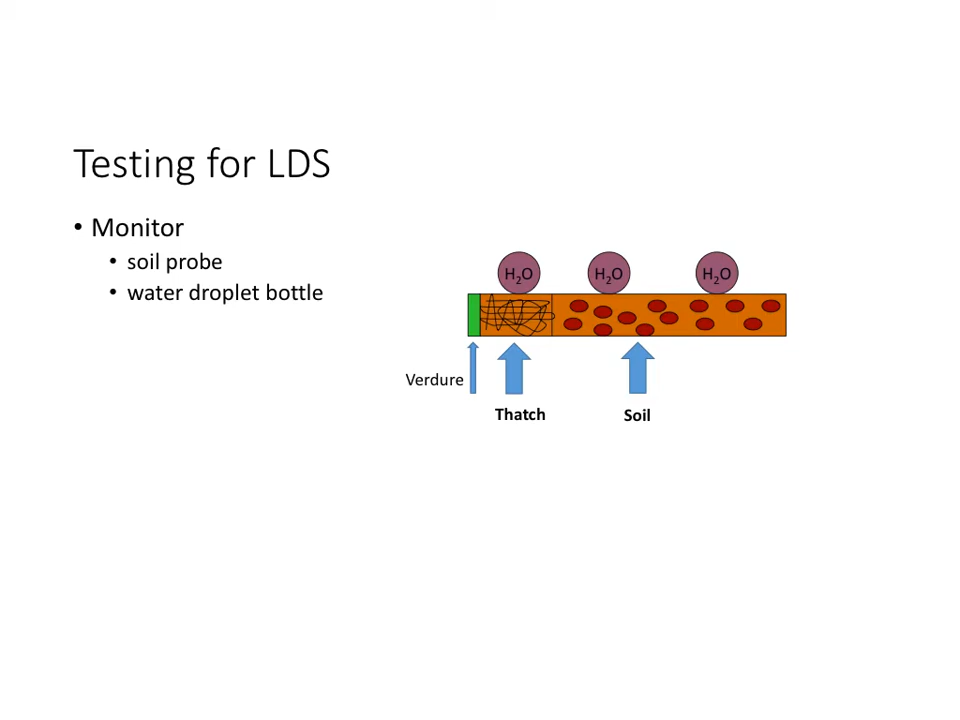 Testing for LDS
• Monitor
• soil probe
• water droplet bottle
H₂O H₂O H₂O
Verdure
Thatch Soil